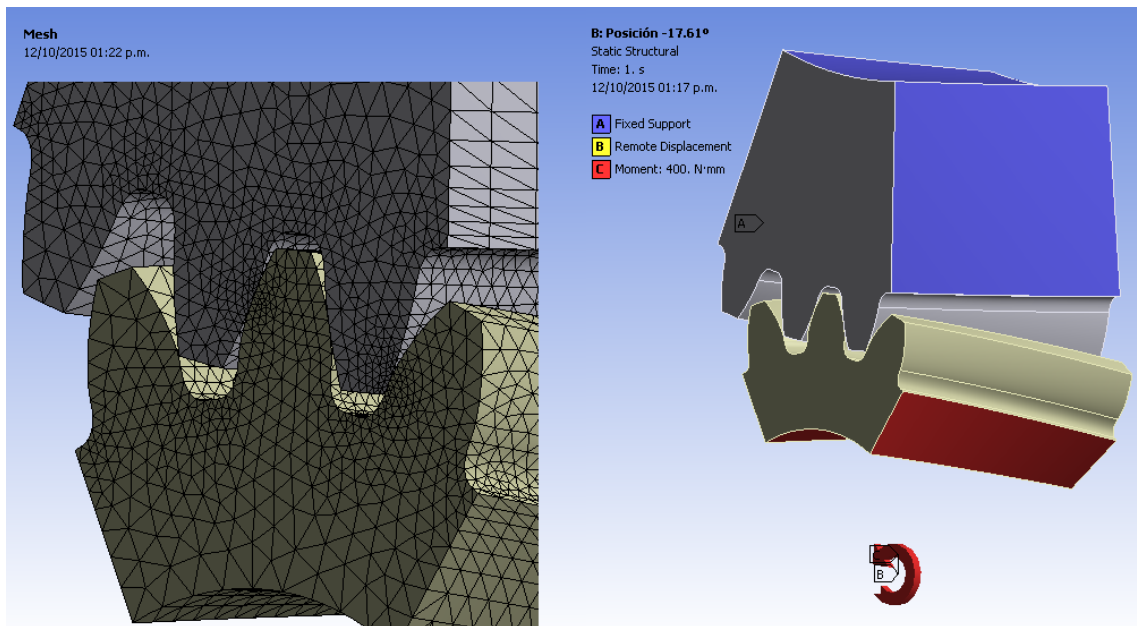 Mesh
12/10/2015 01:22 p.m.
B: Posición -17.61º
Static Structural
Time: 1. s
12/10/2015 01:17 p.m.
A Fixed Support
B Remote Displacement
C Moment: 400. N·mm
A
B